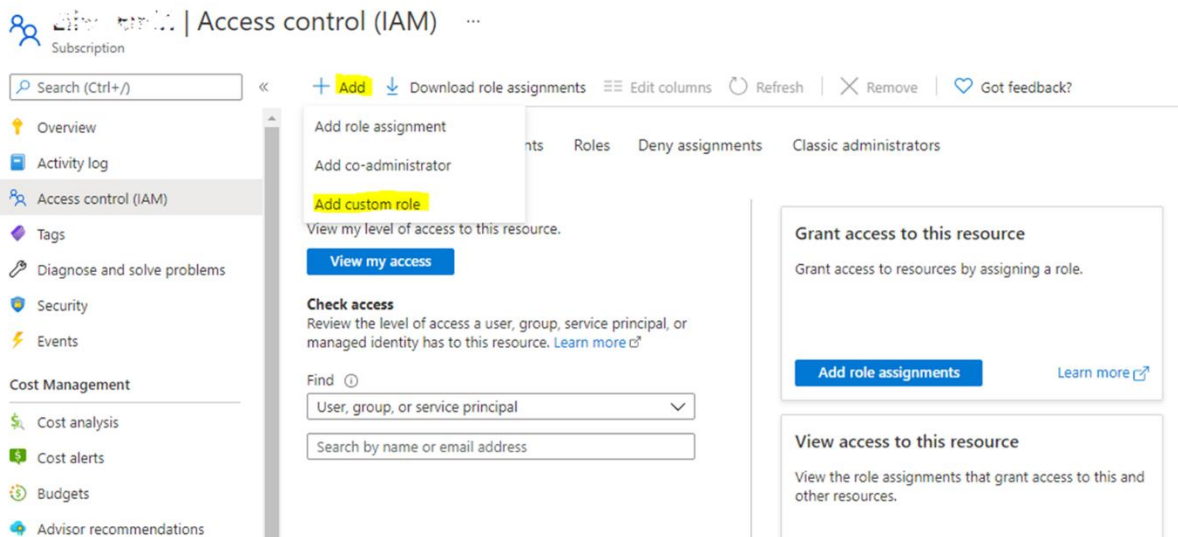 | Access control (IAM) ...
Subscription
Search (Ctrl+/)
«
+ Add
Download role assignments
Edit columns
Refresh
Remove
Got feedback?
Overview
Activity log
Access control (IAM)
Tags
Diagnose and solve problems
Security
Events
Cost Management
Cost analysis
Cost alerts
Budgets
Advisor recommendations
Add role assignment
Add co-administrator
Add custom role
nts
Roles
Deny assignments
Classic administrators
View my level of access to this resource.
View my access
Check access
Review the level of access a user, group, service principal, or
managed identity has to this resource. Learn more
Find
User, group, or service principal
Search by name or email address
Grant access to this resource
Grant access to resources by assigning a role.
Add role assignments
Learn more
View access to this resource
View the role assignments that grant access to this and
other resources.